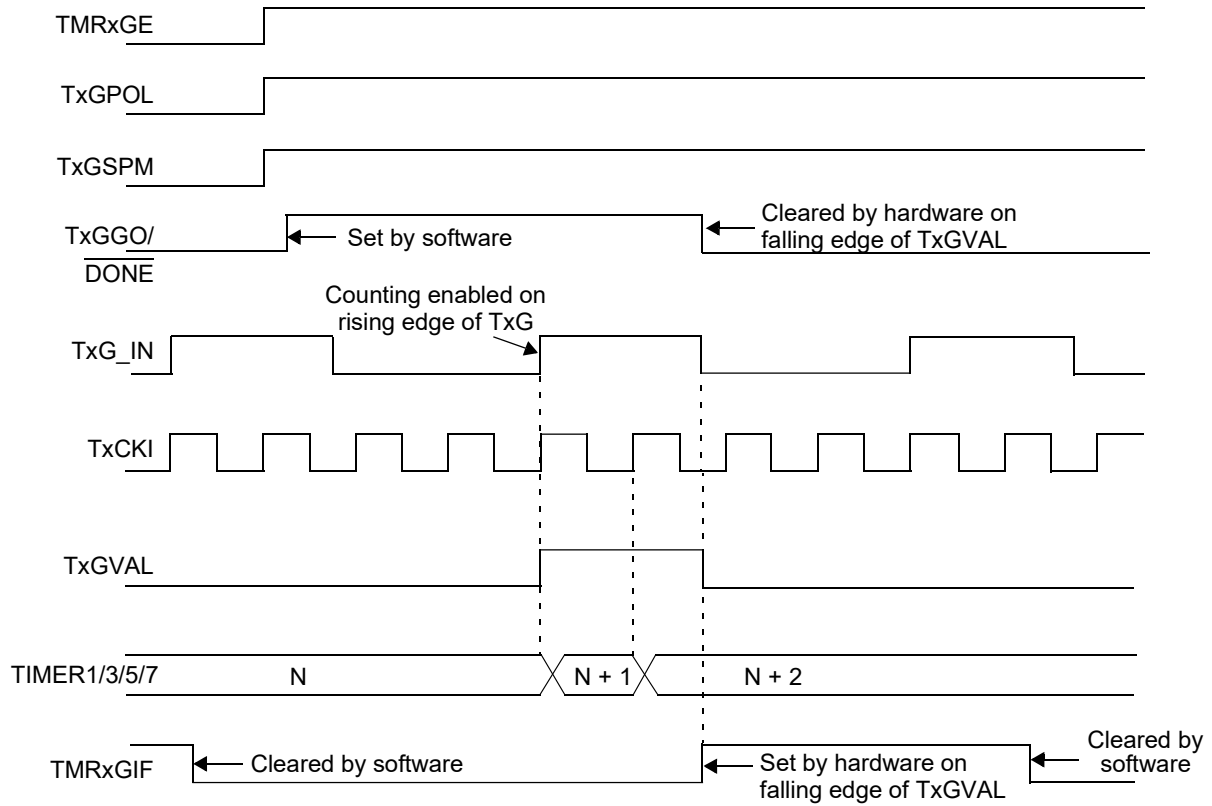 TMRxGE
TxGPOL
TxGSPM
TxGGO/
DONE
Set by software
Cleared by hardware on
falling edge of TxGVAL
Counting enabled on
rising edge of TxG
TxG_IN
TxCKI
TxGVAL
TIMER1/3/5/7
N
N + 1
N + 2
TMRxGIF
Cleared by software
Set by hardware on
falling edge of TxGVAL
Cleared by
software